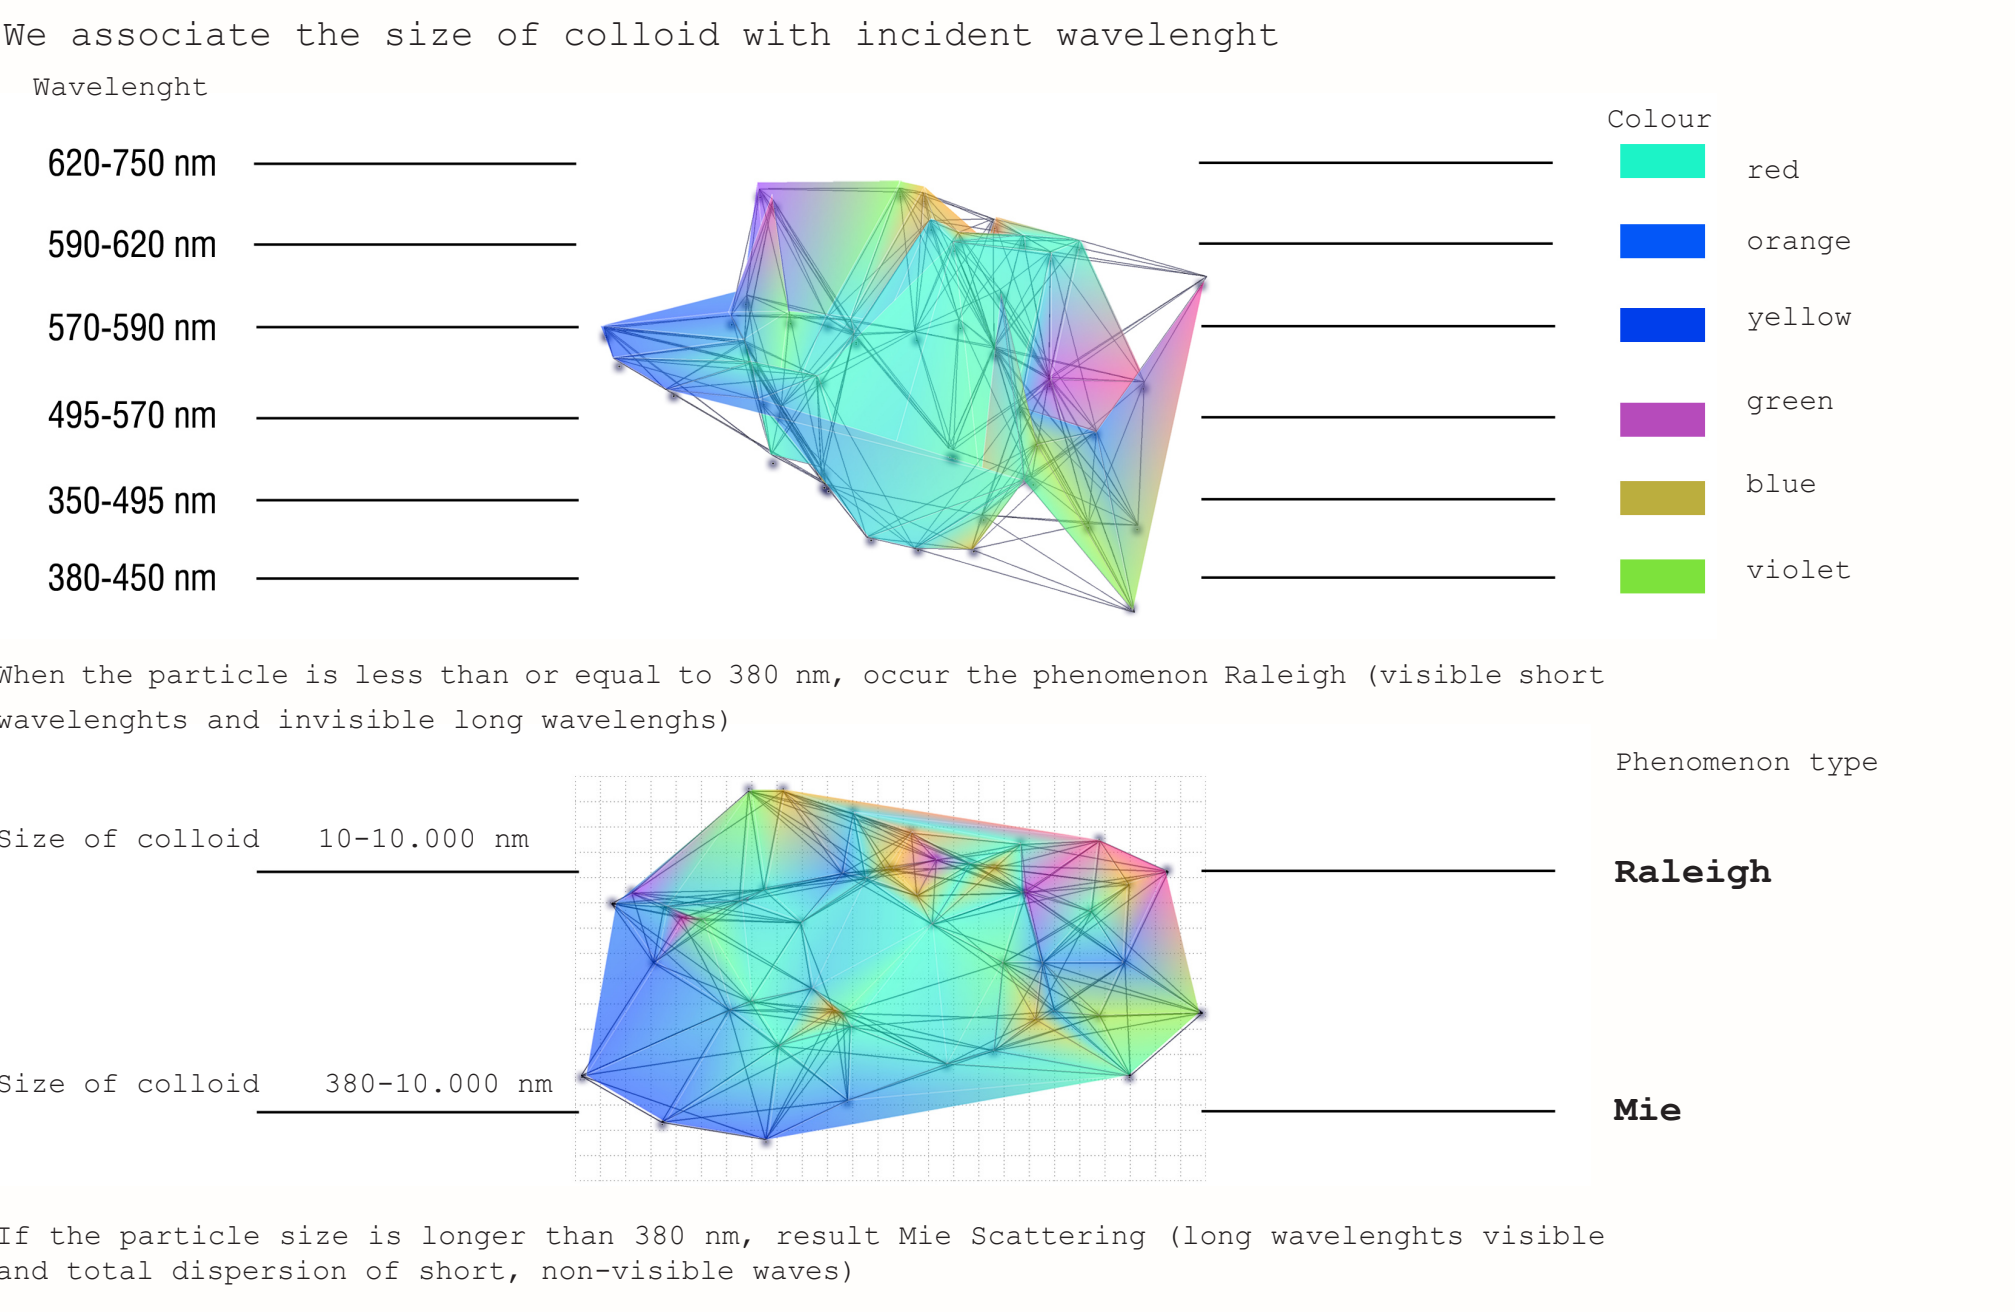 We associate the size of colloid with incident wavelenght
Wavelenght
Colour
620-750 nm
red
590-620 nm
orange
570-590 nm
yellow
495-570 nm
green
350-495 nm
blue
380-450 nm
violet
When the particle is less than or equal to 380 nm, occur the phenomenon Raleigh (visible short
wavelenghts and invisible long wavelenghs)
Phenomenon type
Size of colloid 10-10.000 nm
Raleigh
Size of colloid 380-10.000 nm
Mie
If the particle size is longer than 380 nm, result Mie Scattering (long wavelenghts visible
and total dispersion of short, non-visible waves)